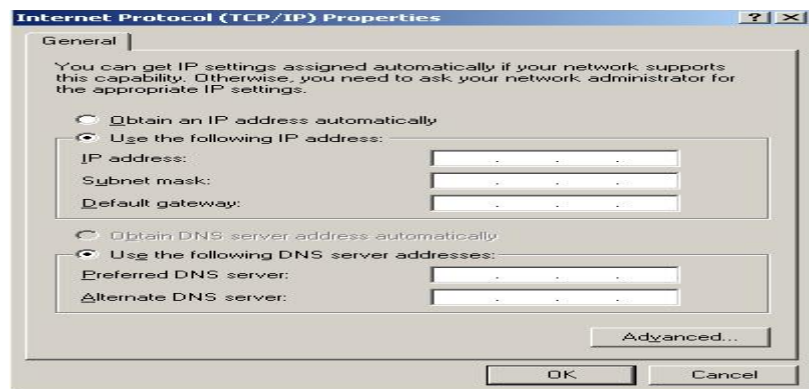 Internet Protocol (TCP/IP) Properties
General
You can get IP settings assigned automatically if your network supports
this capability. Otherwise, you need to ask your network administrator for
the appropriate IP settings.
Obtain an IP address automatically
Use the following IP address:
IP address:
Subnet mask:
Default gateway:
Obtain DNS server address automatically
Use the following DNS server addresses:
Preferred DNS server:
Alternate DNS server:
Advanced...
OK Cancel